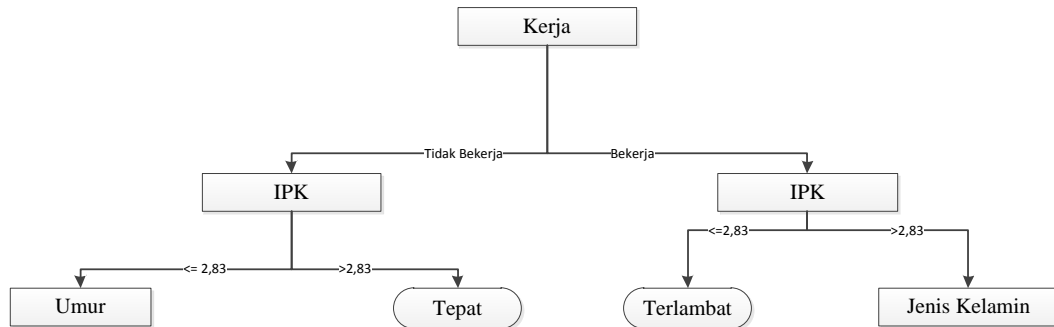 Kerja
Tidak Bekerja
Bekerja
IPK
IPK
<= 2,83
>2,83
<=2,83
>2,83
Umur
Tepat
Terlambat
Jenis Kelamin